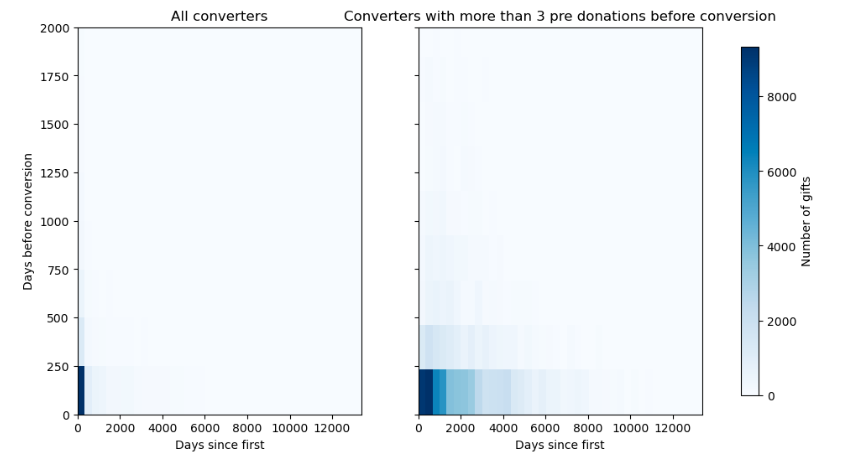 All converters
Converters with more than 3 pre donations before conversion
2000
1750
1500
1250
1000
750
500
250
0
Days before conversion
0 2000 4000 6000 8000 10000 12000
Days since first
0 2000 4000 6000 8000 10000 12000
Days since first
8000
6000
4000
2000
0
Number of gifts